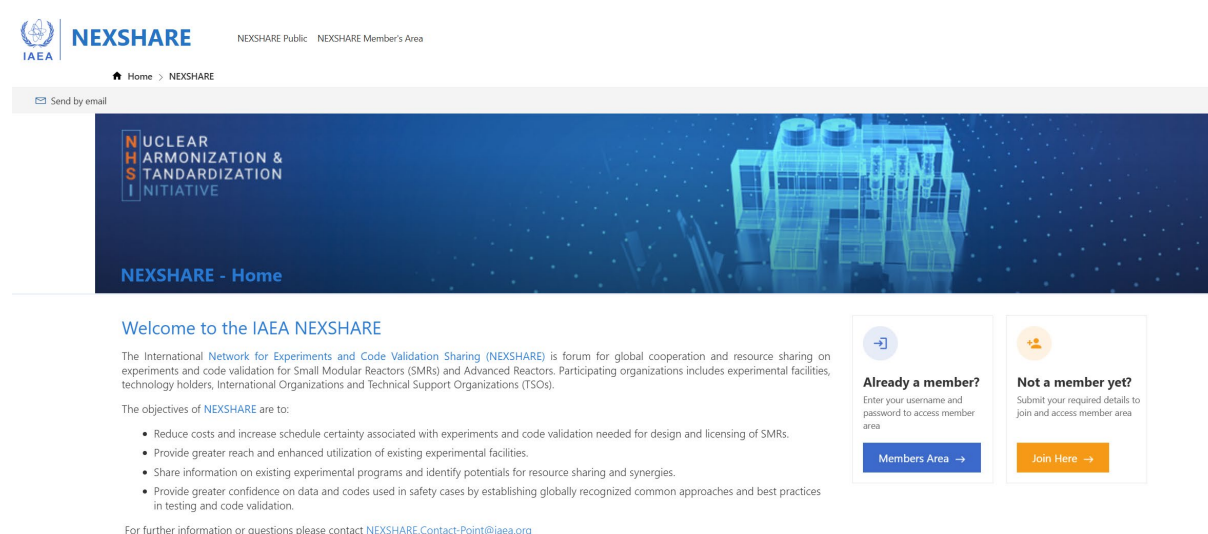 IAEA
NEXSHARE
NEXSHARE Public NEXSHARE Member's Area
Home > NEXSHARE
Send by email
NUCLEAR
HARMONIZATION &
STANDARDIZATION
INITIATIVE
NEXSHARE - Home
Welcome to the IAEA NEXSHARE
The International Network for Experiments and Code Validation Sharing (NEXSHARE) is forum for global cooperation and resource sharing on
experiments and code validation for Small Modular Reactors (SMRs) and Advanced Reactors. Participating organizations includes experimental facilities,
technology holders, International Organizations and Technical Support Organizations (TSOs).
The objectives of NEXSHARE are to:
• Reduce costs and increase schedule certainty associated with experiments and code validation needed for design and licensing of SMRs.
• Provide greater reach and enhanced utilization of existing experimental facilities.
• Share information on existing experimental programs and identify potentials for resource sharing and synergies.
• Provide greater confidence on data and codes used in safety cases by establishing globally recognized common approaches and best practices
in testing and code validation.
For further information or questions please contact NEXSHARE.Contact-Point@iaea.org
Already a member?
Enter your username and
password to access member
area
Members Area →
Not a member yet?
Submit your required details to
join and access member area
Join Here →